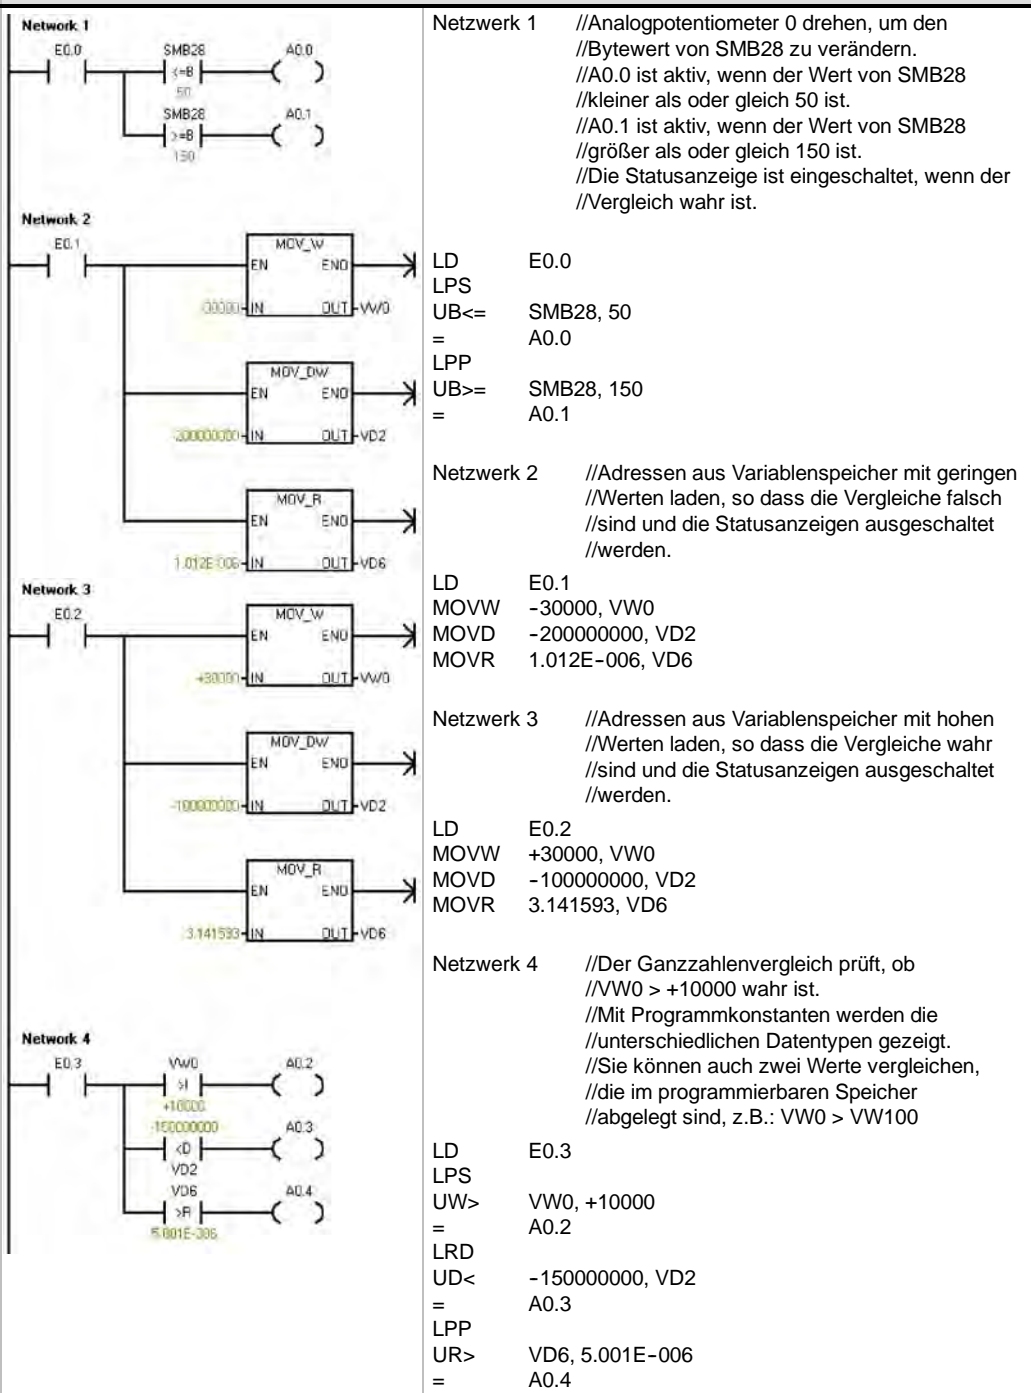 Network 1
E0.0
SMB28
A0.0
<=B
50
SMB28
A0.1
>=B
150
Network 2
E0.1
MOV_W
EN
ENO
IN
OUT
VW0
MOV_DW
EN
ENO
-200000000
IN
OUT
VD2
MOV_R
EN
ENO
1.012E-006
IN
OUT
VD6
Network 3
E0.2
MOV_W
EN
ENO
+30000
IN
OUT
VW0
MOV_DW
EN
ENO
-100000000
IN
OUT
VD2
MOV_R
EN
ENO
3.141593
IN
OUT
VD6
Network 4
E0.3
VW0
A0.2
>I
+10000
-150000000
A0.3
<D
VD2
VD6
A0.4
>R
5.001E-006
Netzwerk 1 //Analogpotentiometer 0 drehen, um den
//Bytewert von SMB28 zu verändern.
//A0.0 ist aktiv, wenn der Wert von SMB28
//kleiner als oder gleich 50 ist.
//A0.1 ist aktiv, wenn der Wert von SMB28
//größer als oder gleich 150 ist.
//Die Statusanzeige ist eingeschaltet, wenn der
//Vergleich wahr ist.
LD E0.0
LPS
UB<= SMB28, 50
= A0.0
LPP
UB>= SMB28, 150
= A0.1
Netzwerk 2 //Adressen aus Variablenspeicher mit geringen
//Werten laden, so dass die Vergleiche falsch
//sind und die Statusanzeigen ausgeschaltet
//werden.
LD E0.1
MOVW -30000, VW0
MOVD -200000000, VD2
MOVR 1.012E-006, VD6
Netzwerk 3 //Adressen aus Variablenspeicher mit hohen
//Werten laden, so dass die Vergleiche wahr
//sind und die Statusanzeigen ausgeschaltet
//werden.
LD E0.2
MOVW +30000, VW0
MOVD -100000000, VD2
MOVR 3.141593, VD6
Netzwerk 4 //Der Ganzzahlenvergleich prüft, ob
//VW0 > +10000 wahr ist.
//Mit Programmkonstanten werden die
//unterschiedlichen Datentypen gezeigt.
//Sie können auch zwei Werte vergleichen,
//die im programmierbaren Speicher
//abgelegt sind, z.B.: VW0 > VW100
LD E0.3
LPS
UW> VW0, +10000
= A0.2
LRD
UD< -150000000, VD2
= A0.3
LPP
UR> VD6, 5.001E-006
= A0.4